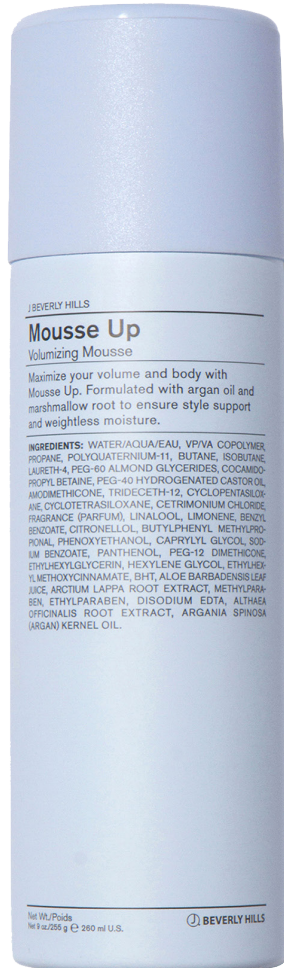 J BEVERLY HILLS
Mousse Up
Volumizing Mousse
Maximize your volume and body with
Mousse Up. Formulated with argan oil and
marshmallow root to ensure style support
and weightless moisture.
INGREDIENTS: WATER/AQUA/EAU, VP/VA COPOLYMER,
PROPANE, POLYQUATERNIUM-11, BUTANE, ISOBUTANE,
LAURETH-4, PEG-60 ALMOND GLYCERIDES, COCAMIDO-
PROPYL BETAINE, PEG-40 HYDROGENATED CASTOR OIL,
AMODIMETHICONE, TRIDECETH-12, CYCLOPENTASILOX-
ANE, CYCLOTETRASILOXANE, CETRIMONIUM CHLORIDE,
FRAGRANCE (PARFUM), LINALOOL, LIMONENE, BENZYL
BENZOATE, CITRONELLOL, BUTYLPHENYL METHYLPRO-
PIONAL, PHENOXYETHANOL, CAPRYLYL GLYCOL, SOD-
IUM BENZOATE, PANTHENOL, PEG-12 DIMETHICONE,
ETHYLHEXYLGLYCERIN, HEXYLENE GLYCOL, ETHYLHEX-
YL METHOXYCINNAMATE, BHT, ALOE BARBADENSIS LEAF
JUICE, ARCTIUM LAPPA ROOT EXTRACT, METHYLPARA-
BEN, ETHYLPARABEN, DISODIUM EDTA, ALTHAEA
OFFICINALIS ROOT EXTRACT, ARGANIA SPINOSA
(ARGAN) KERNEL OIL.
Net Wt./Poids
Net 9 oz./255 g ℮ 260 ml U.S.
J BEVERLY HILLS